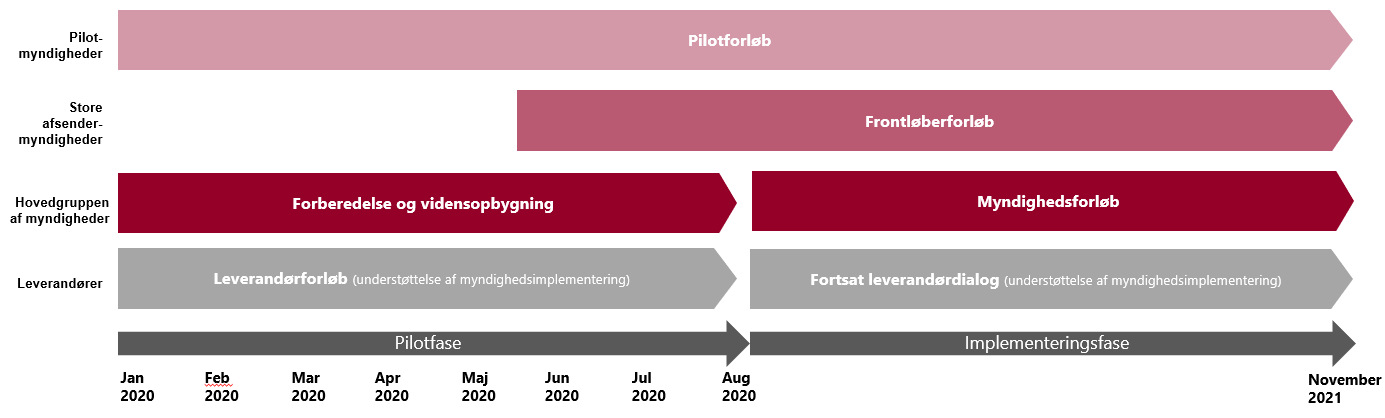 Pilot-
myndigheder
Pilotforløb
Store
afsender-
myndigheder
Frontløberforløb
Hovedgruppen
af myndigheder
Forberedelse og vidensopbygning
Myndighedsforløb
Leverandører
Leverandørforløb (understøttelse af myndighedsimplementering)
Fortsat leverandørdialog (understøttelse af myndighedsimplementering)
Pilotfase
Implementeringsfase
Jan
2020
Feb
2020
Mar
2020
Apr
2020
Maj
2020
Jun
2020
Jul
2020
Aug
2020
November
2021